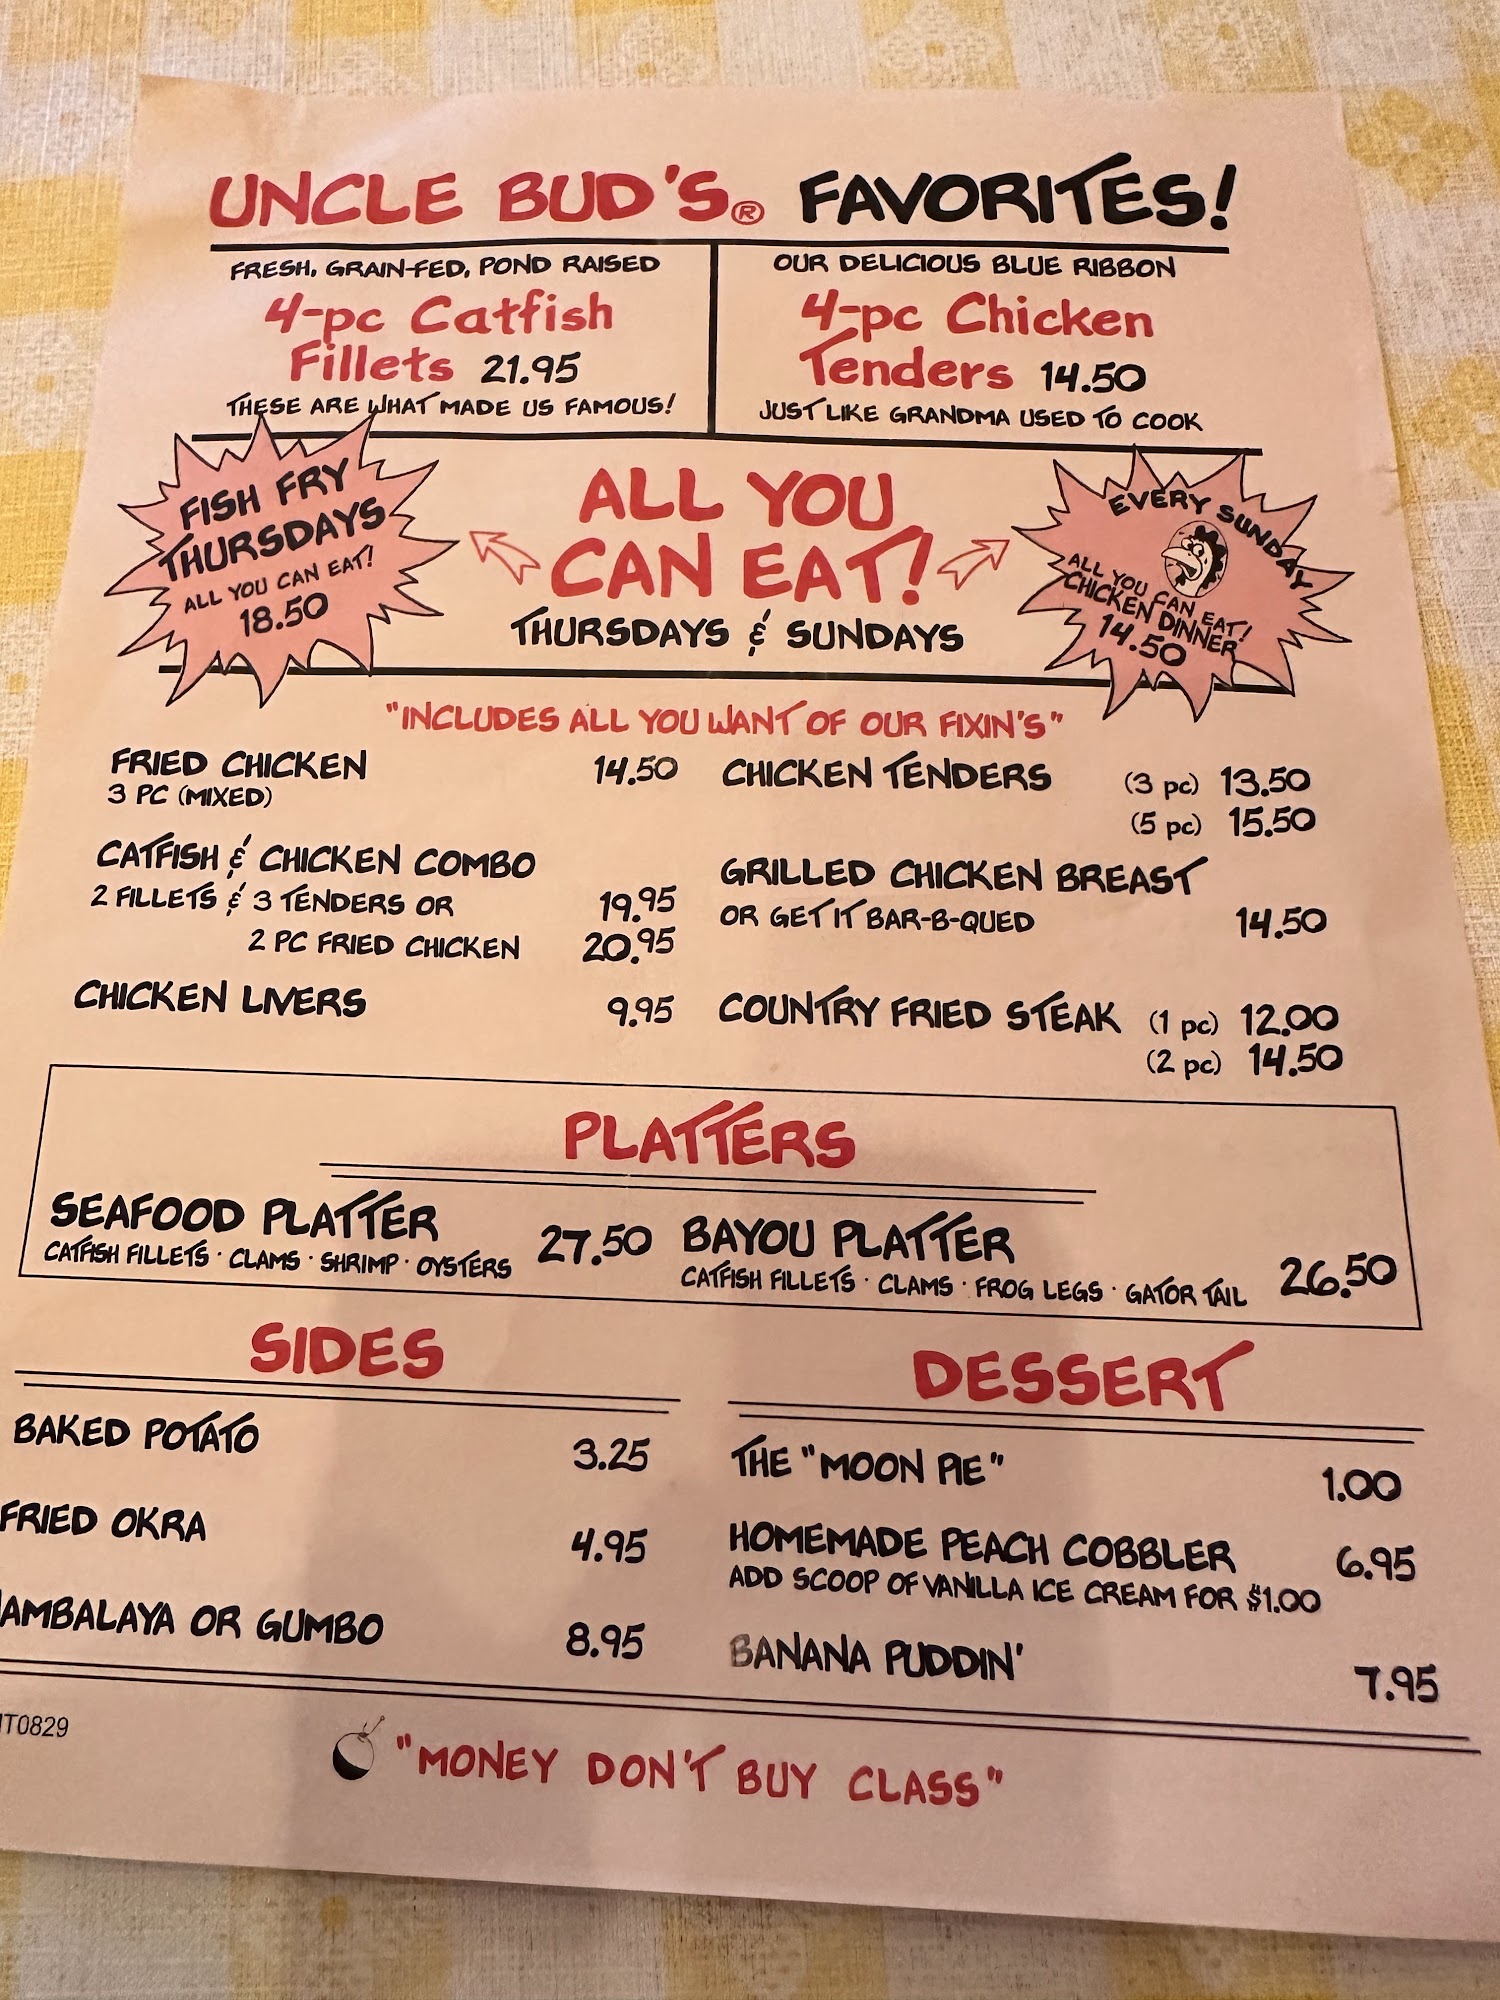 UNCLE BUD'S® FAVORITES!
FRESH, GRAIN-FED, POND RAISED
4-pc Catfish
Fillets 21.95
THESE ARE WHAT MADE US FAMOUS!
OUR DELICIOUS BLUE RIBBON
4-pc Chicken
Tenders 14.50
JUST LIKE GRANDMA USED TO COOK
FISH FRY
THURSDAYS
ALL YOU CAN EAT!
18.50
ALL YOU
CAN EAT!
THURSDAYS & SUNDAYS
EVERY SUNDAY
ALL YOU CAN EAT!
CHICKEN DINNER
14.50
"INCLUDES ALL YOU WANT OF OUR FIXIN'S"
FRIED CHICKEN 14.50
3 PC (MIXED)
CATFISH & CHICKEN COMBO
2 FILLETS & 3 TENDERS OR 19.95
2 PC FRIED CHICKEN 20.95
CHICKEN LIVERS 9.95
CHICKEN TENDERS (3 pc) 13.50
(5 pc) 15.50
GRILLED CHICKEN BREAST
OR GET IT BAR-B-QUED 14.50
COUNTRY FRIED STEAK (1 pc) 12.00
(2 pc) 14.50
PLATTERS
SEAFOOD PLATTER 27.50
CATFISH FILLETS · CLAMS · SHRIMP · OYSTERS
BAYOU PLATTER 26.50
CATFISH FILLETS · CLAMS · FROG LEGS · GATOR TAIL
SIDES
BAKED POTATO 3.25
FRIED OKRA 4.95
JAMBALAYA OR GUMBO 8.95
DESSERT
THE "MOON PIE" 1.00
HOMEMADE PEACH COBBLER 6.95
ADD SCOOP OF VANILLA ICE CREAM FOR $1.00
BANANA PUDDIN' 7.95
T0829
"MONEY DON'T BUY CLASS"